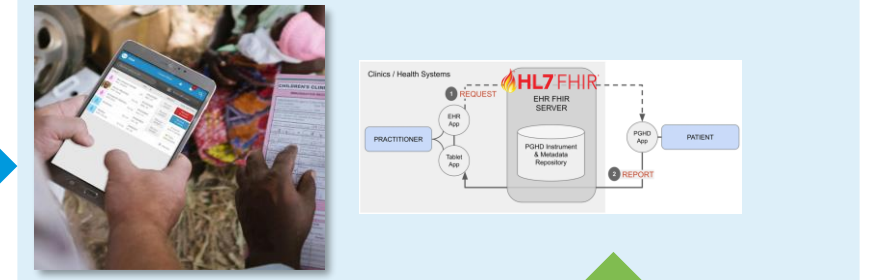 CHILDREN'S CLINI
Clinics / Health Systems
HL7 FHIR
1 REQUEST
EHR FHIR
SERVER
EHR
App
PRACTITIONER
PGHD Instrument
& Metadata
Repository
PGHD
App
PATIENT
Tablet
App
2 REPORT